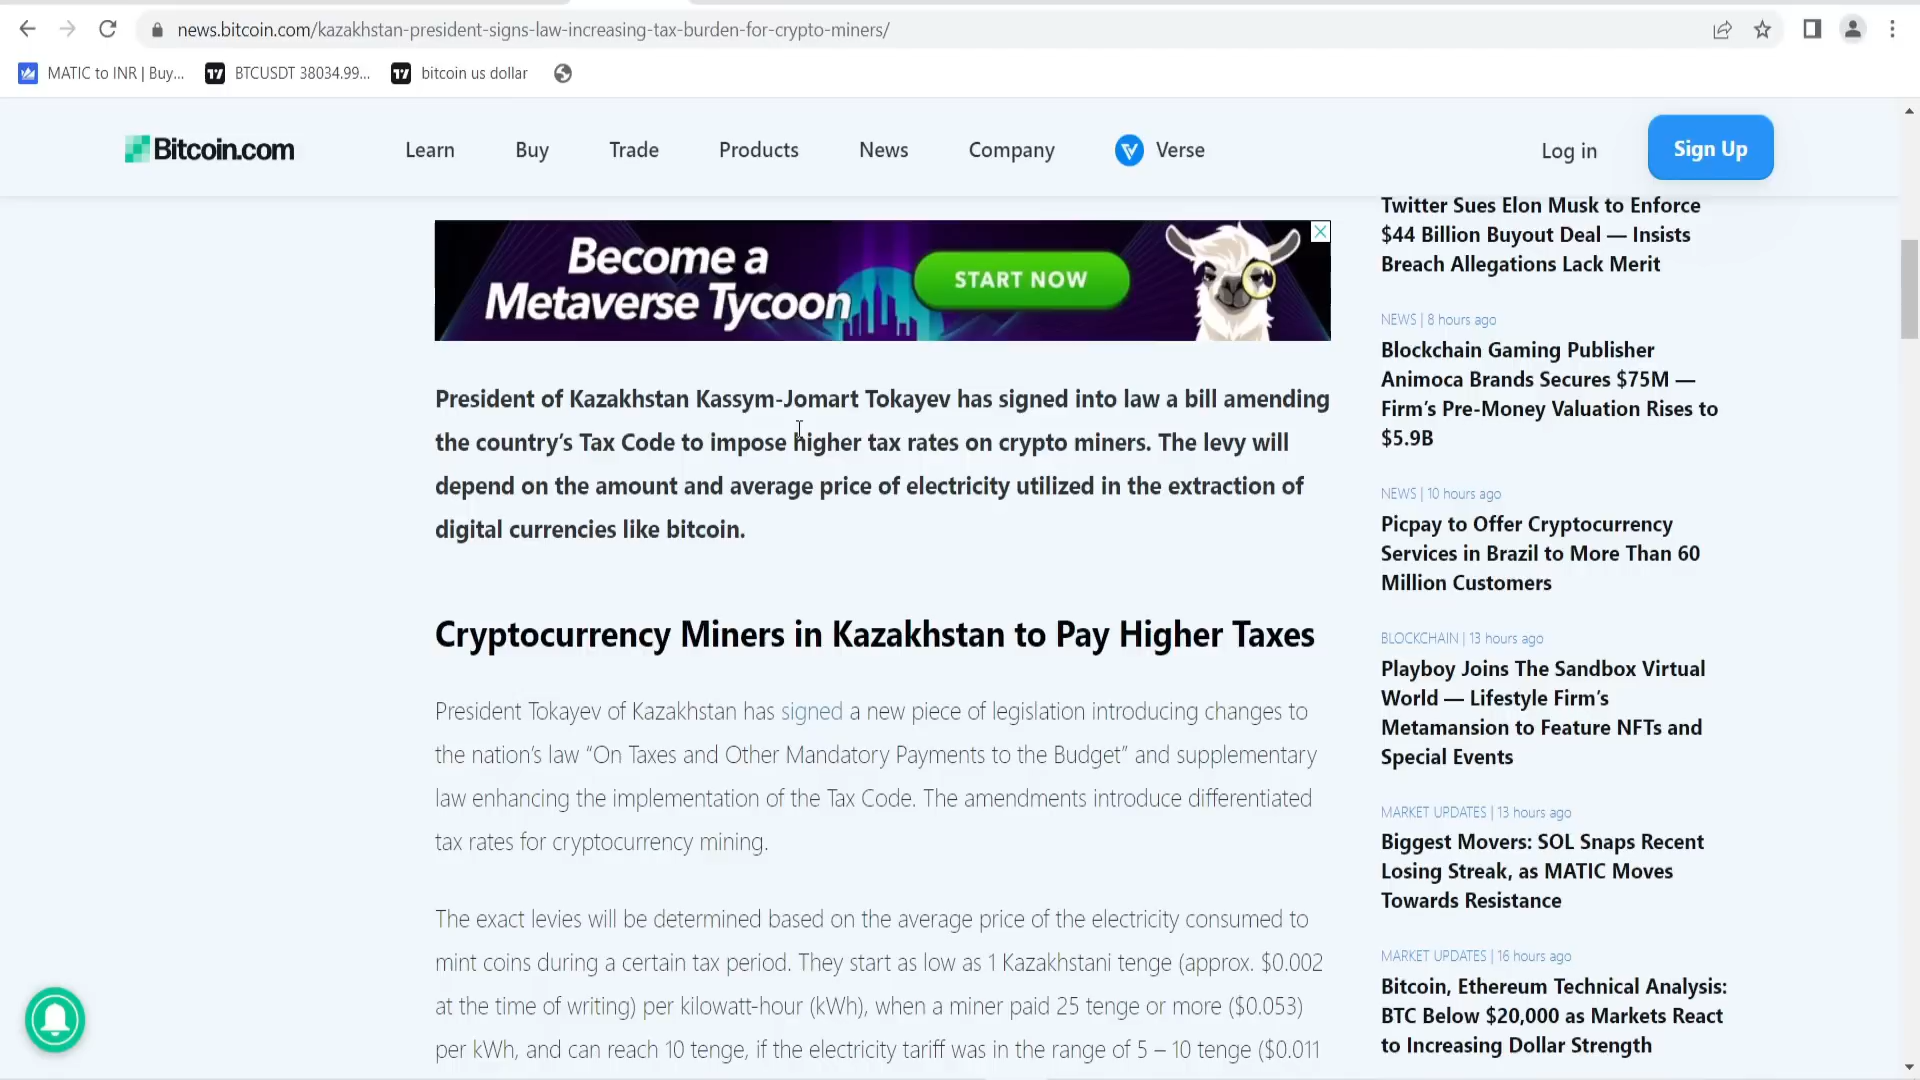 news.bitcoin.com/kazakhstan-president-signs-law-increasing-tax-burden-for-crypto-miners/
MATIC to INR | Buy...
BTCUSDT 38034.99...
bitcoin us dollar
Bitcoin.com
Learn
Buy
Trade
Products
News
Company
Verse
Log in
Sign Up
Become a
Metaverse Tycoon
START NOW
President of Kazakhstan Kassym-Jomart Tokayev has signed into law a bill amending
the country’s Tax Code to impose higher tax rates on crypto miners. The levy will
depend on the amount and average price of electricity utilized in the extraction of
digital currencies like bitcoin.
Cryptocurrency Miners in Kazakhstan to Pay Higher Taxes
President Tokayev of Kazakhstan has signed a new piece of legislation introducing changes to
the nation’s law “On Taxes and Other Mandatory Payments to the Budget” and supplementary
law enhancing the implementation of the Tax Code. The amendments introduce differentiated
tax rates for cryptocurrency mining.
The exact levies will be determined based on the average price of the electricity consumed to
mint coins during a certain tax period. They start as low as 1 Kazakhstani tenge (approx. $0.002
at the time of writing) per kilowatt-hour (kWh), when a miner paid 25 tenge or more ($0.053)
per kWh, and can reach 10 tenge, if the electricity tariff was in the range of 5 – 10 tenge ($0.011
Twitter Sues Elon Musk to Enforce
$44 Billion Buyout Deal — Insists
Breach Allegations Lack Merit
NEWS | 8 hours ago
Blockchain Gaming Publisher
Animoca Brands Secures $75M —
Firm’s Pre-Money Valuation Rises to
$5.9B
NEWS | 10 hours ago
Picpay to Offer Cryptocurrency
Services in Brazil to More Than 60
Million Customers
BLOCKCHAIN | 13 hours ago
Playboy Joins The Sandbox Virtual
World — Lifestyle Firm’s
Metamansion to Feature NFTs and
Special Events
MARKET UPDATES | 13 hours ago
Biggest Movers: SOL Snaps Recent
Losing Streak, as MATIC Moves
Towards Resistance
MARKET UPDATES | 16 hours ago
Bitcoin, Ethereum Technical Analysis:
BTC Below $20,000 as Markets React
to Increasing Dollar Strength